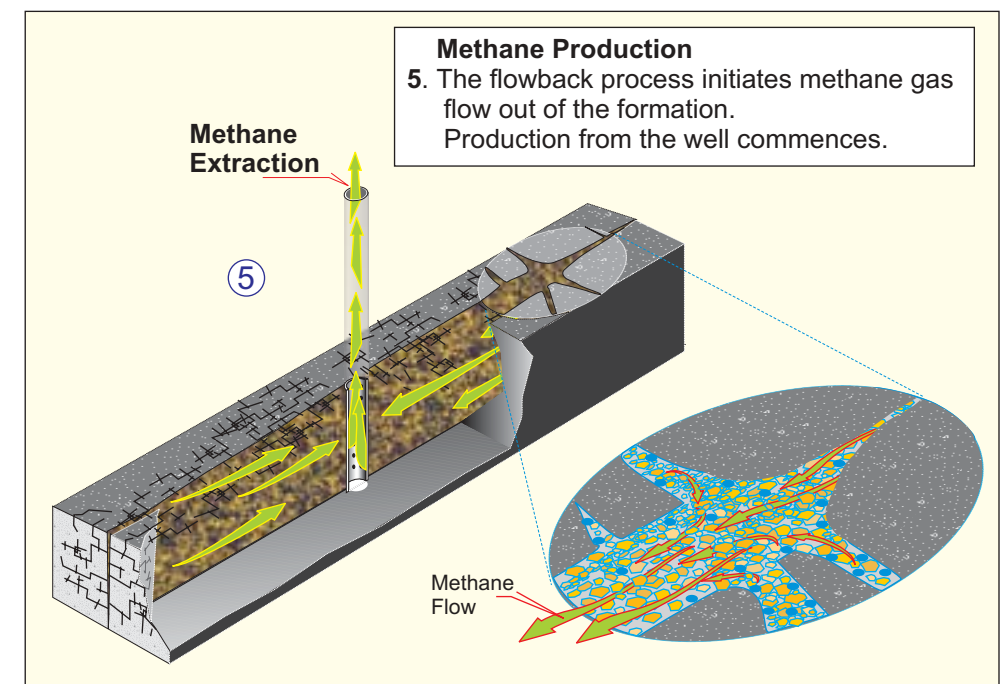 Methane Production
5. The flowback process initiates methane gas
flow out of the formation.
Production from the well commences.
Methane
Extraction
5
Methane
Flow